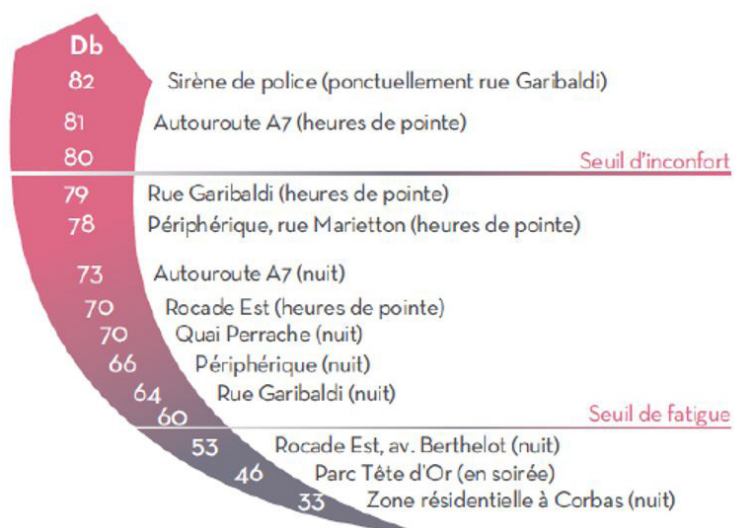 Db
82 Sirène de police (ponctuellement rue Garibaldi)
81 Autouroute A7 (heures de pointe)
80 Seuil d'inconfort
79 Rue Garibaldi (heures de pointe)
78 Périphérique, rue Marietton (heures de pointe)
73 Autouroute A7 (nuit)
70 Rocade Est (heures de pointe)
70 Quai Perrache (nuit)
66 Périphérique (nuit)
64 Rue Garibaldi (nuit)
60 Seuil de fatigue
53 Rocade Est, av. Berthelot (nuit)
46 Parc Tête d'Or (en soirée)
33 Zone résidentielle à Corbas (nuit)